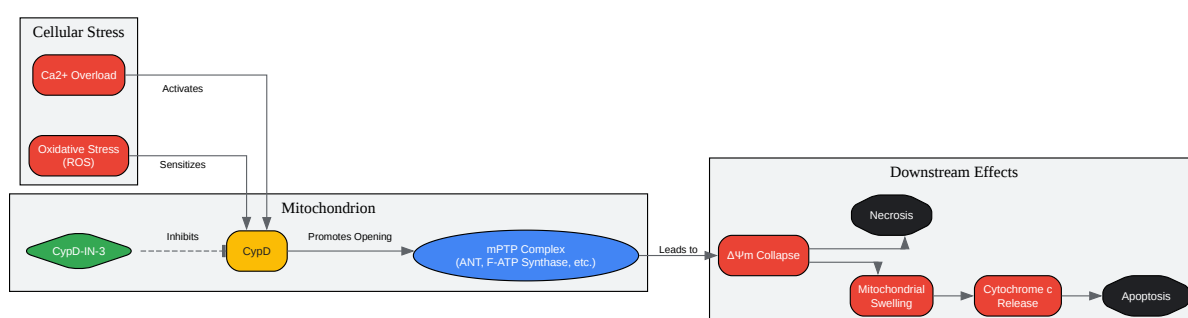 Cellular Stress
Ca2+ Overload
Activates
Oxidative Stress
(ROS)
Sensitizes
Mitochondrion
CypD-IN-3
Inhibits
CypD
Promotes Opening
mPTP Complex
(ANT, F-ATP Synthase, etc.)
Leads to
Downstream Effects
ΔΨm Collapse
Necrosis
Mitochondrial
Swelling
Cytochrome c
Release
Apoptosis